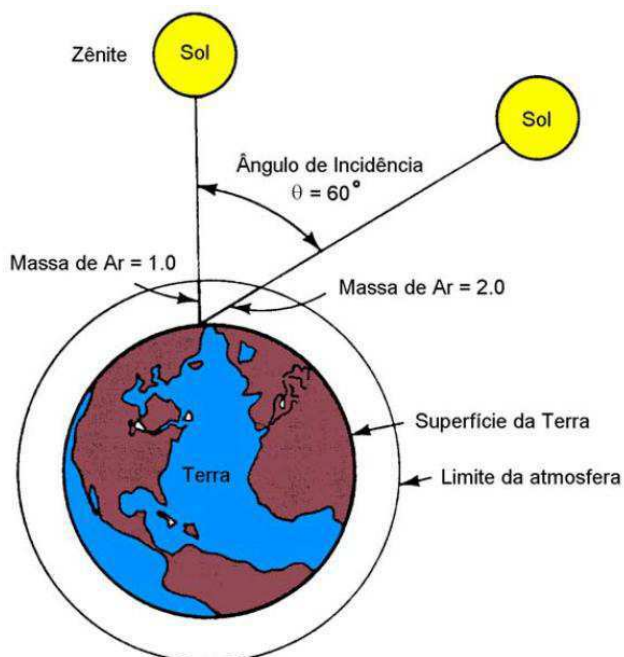 Zênite
Sol
Sol
Ângulo de Incidência
θ = 60°
Massa de Ar = 1.0
Massa de Ar = 2.0
Superfície da Terra
Terra
Limite da atmosfera